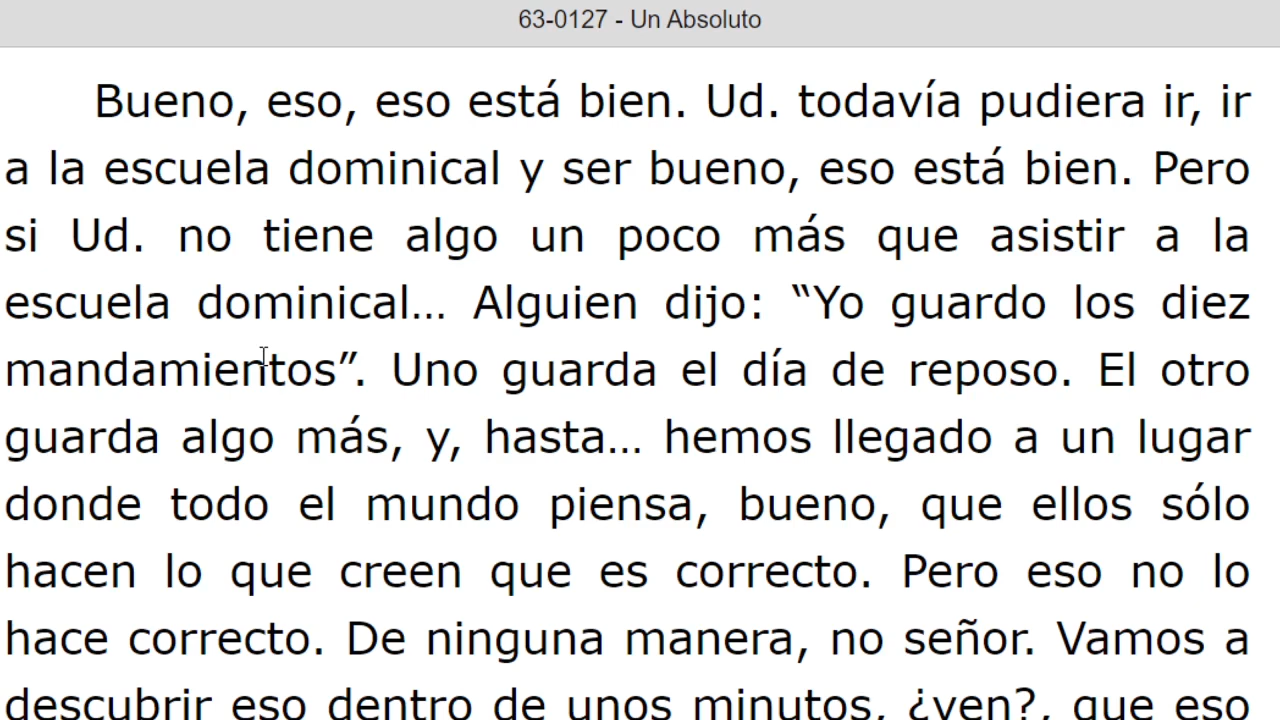 63-0127 - Un Absoluto
Bueno, eso, eso está bien. Ud. todavía pudiera ir, ir
a la escuela dominical y ser bueno, eso está bien. Pero
si Ud. no tiene algo un poco más que asistir a la
escuela dominical… Alguien dijo: “Yo guardo los diez
mandamientos”. Uno guarda el día de reposo. El otro
guarda algo más, y, hasta… hemos llegado a un lugar
donde todo el mundo piensa, bueno, que ellos sólo
hacen lo que creen que es correcto. Pero eso no lo
hace correcto. De ninguna manera, no señor. Vamos a
descubrir eso dentro de unos minutos, ¿ven?, que eso